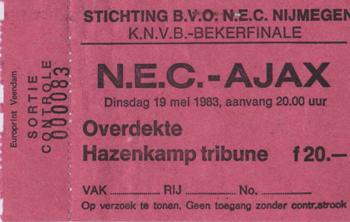 STICHTING B.V.O. N.E.C. NIJMEGEN
K.N.V.B.-BEKERFINALE
N.E.C.-AJAX
Dinsdag 19 mei 1983, aanvang 20.00 uur
Overdekte
Hazenkamp tribune f 20.—
VAK ............ RIJ ........ No. ............
Op verzoek te tonen. Geen toegang zonder contr.strook
Europrint Veendam
SORTIE
CONTROLE
000083